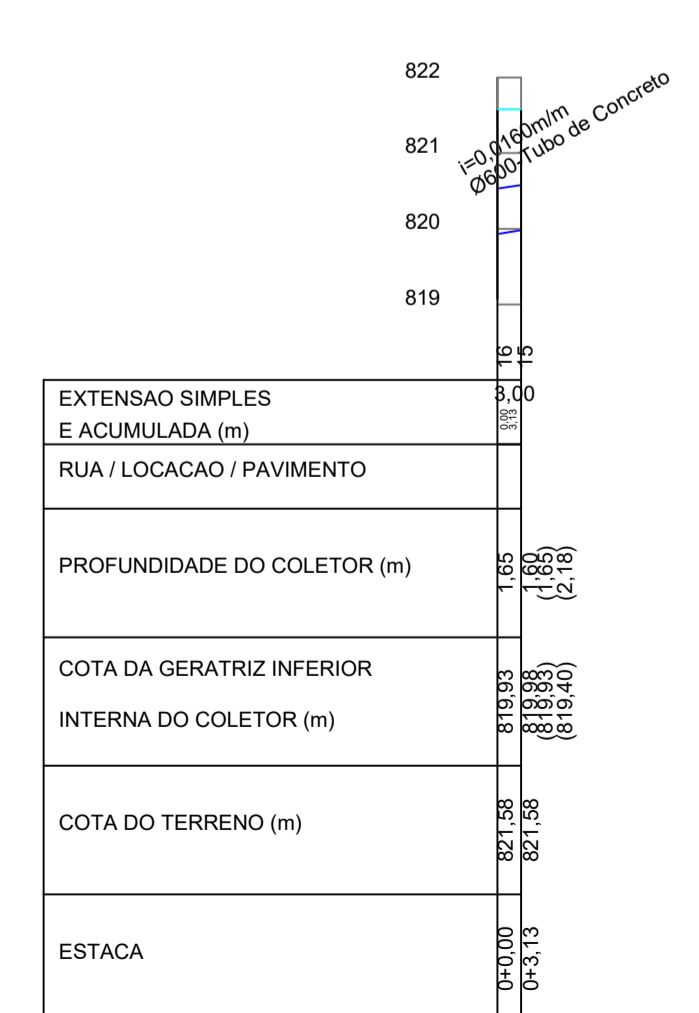 822
821
820
819
i=0,0160m/m
Ø600-Tubo de Concreto
16
15
EXTENSAO SIMPLES
E ACUMULADA (m)
3,00
0,00
3,13
RUA / LOCACAO / PAVIMENTO
PROFUNDIDADE DO COLETOR (m)
1,65
1,60
(1,65)
(2,18)
COTA DA GERATRIZ INFERIOR
INTERNA DO COLETOR (m)
819,93
819,98
(819,93)
(819,40)
COTA DO TERRENO (m)
821,58
821,58
ESTACA
0+0,00
0+3,13